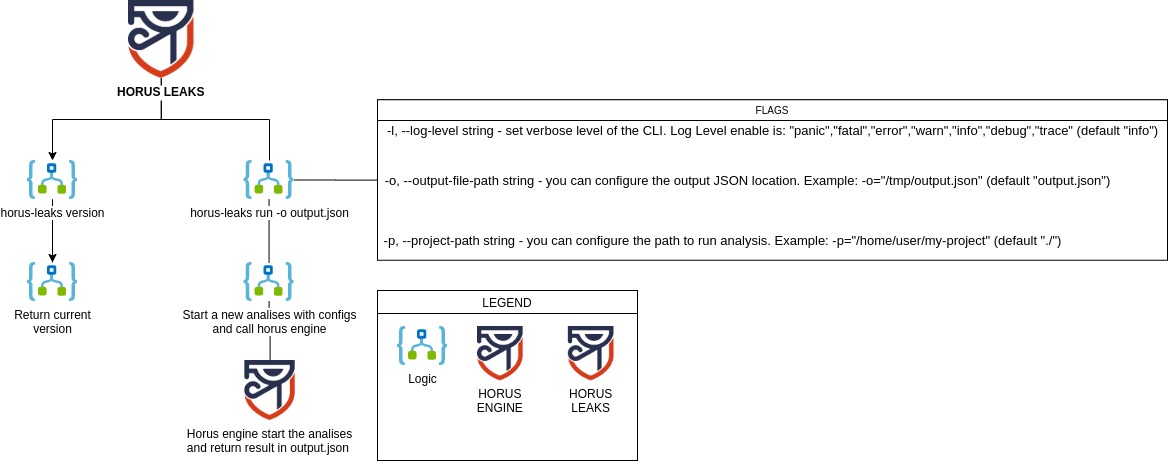 HORUS LEAKS
FLAGS
-l, --log-level string - set verbose level of the CLI. Log Level enable is: "panic","fatal","error","warn","info","debug","trace" (default "info")
-o, --output-file-path string - you can configure the output JSON location. Example: -o="/tmp/output.json" (default "output.json")
-p, --project-path string - you can configure the path to run analysis. Example: -p="/home/user/my-project" (default "./")
horus-leaks version
horus-leaks run -o output.json
Return current
version
Start a new analises with configs
and call horus engine
Horus engine start the analises
and return result in output.json
LEGEND
Logic
HORUS
ENGINE
HORUS
LEAKS